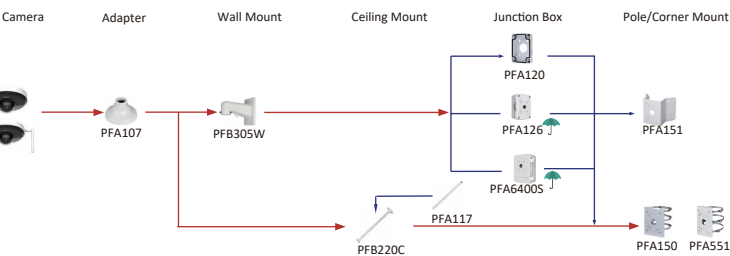 Camera
Adapter
Wall Mount
Ceiling Mount
Junction Box
Pole/Corner Mount
PFA120
PFA107
PFB305W
PFA126
PFA151
PFA6400S
PFA117
PFB220C
PFA150
PFA551